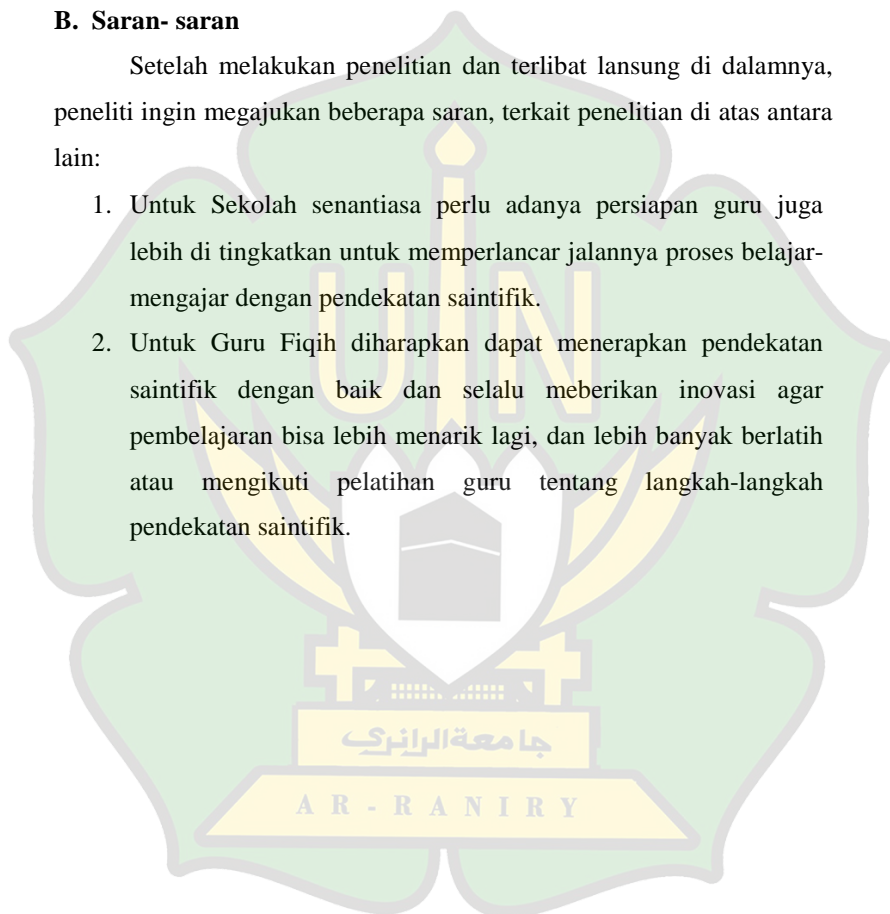 B. Saran- saran
Setelah melakukan penelitian dan terlibat lansung di dalamnya,
peneliti ingin megajukan beberapa saran, terkait penelitian di atas antara
lain:
1. Untuk Sekolah senantiasa perlu adanya persiapan guru juga
lebih di tingkatkan untuk memperlancar jalannya proses belajar-
mengajar dengan pendekatan saintifik.
2. Untuk Guru Fiqih diharapkan dapat menerapkan pendekatan
saintifik dengan baik dan selalu meberikan inovasi agar
pembelajaran bisa lebih menarik lagi, dan lebih banyak berlatih
atau mengikuti pelatihan guru tentang langkah-langkah
pendekatan saintifik.
UIN
جامعةالرانري
AR-RANIRY